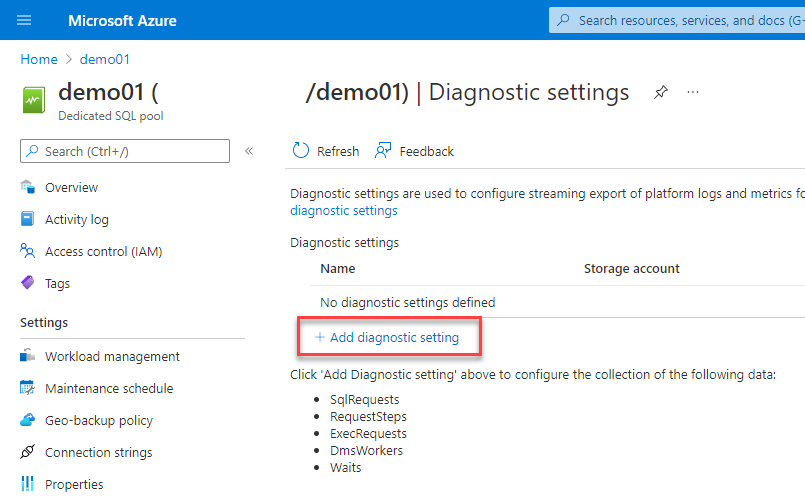 Microsoft Azure
Search resources, services, and docs (G+
Home > demo01
demo01 ( /demo01) | Diagnostic settings ...
Dedicated SQL pool
Search (Ctrl+/)
«
Overview
Activity log
Access control (IAM)
Tags
Settings
Workload management
Maintenance schedule
Geo-backup policy
Connection strings
Properties
Refresh
Feedback
Diagnostic settings are used to configure streaming export of platform logs and metrics fo
diagnostic settings
Diagnostic settings
Name Storage account
No diagnostic settings defined
+ Add diagnostic setting
Click 'Add Diagnostic setting' above to configure the collection of the following data:
• SqlRequests
• RequestSteps
• ExecRequests
• DmsWorkers
• Waits